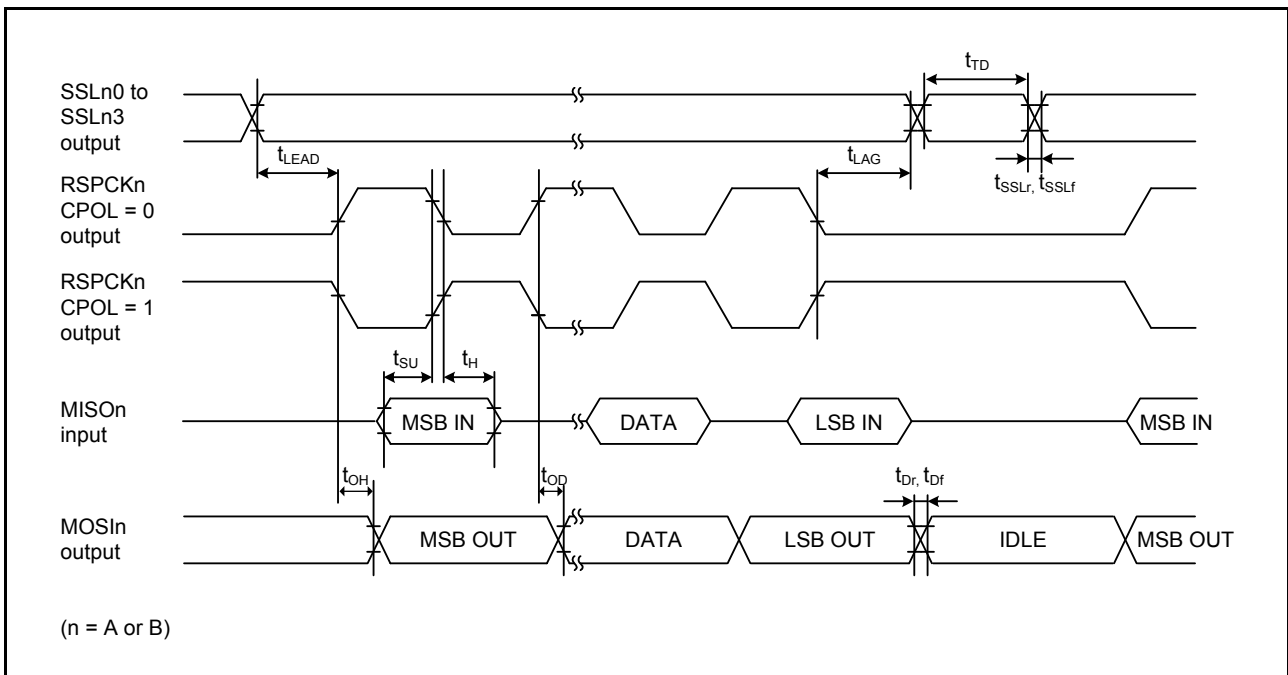 SSLn0 to
SSLn3
output
tTD
tLEAD
tLAG
tSSLr, tSSLf
RSPCKn
CPOL = 0
output
RSPCKn
CPOL = 1
output
tSU
tH
MISOn
input
MSB IN
DATA
LSB IN
MSB IN
tOH
tOD
tDr, tDf
MOSIn
output
MSB OUT
DATA
LSB OUT
IDLE
MSB OUT
(n = A or B)